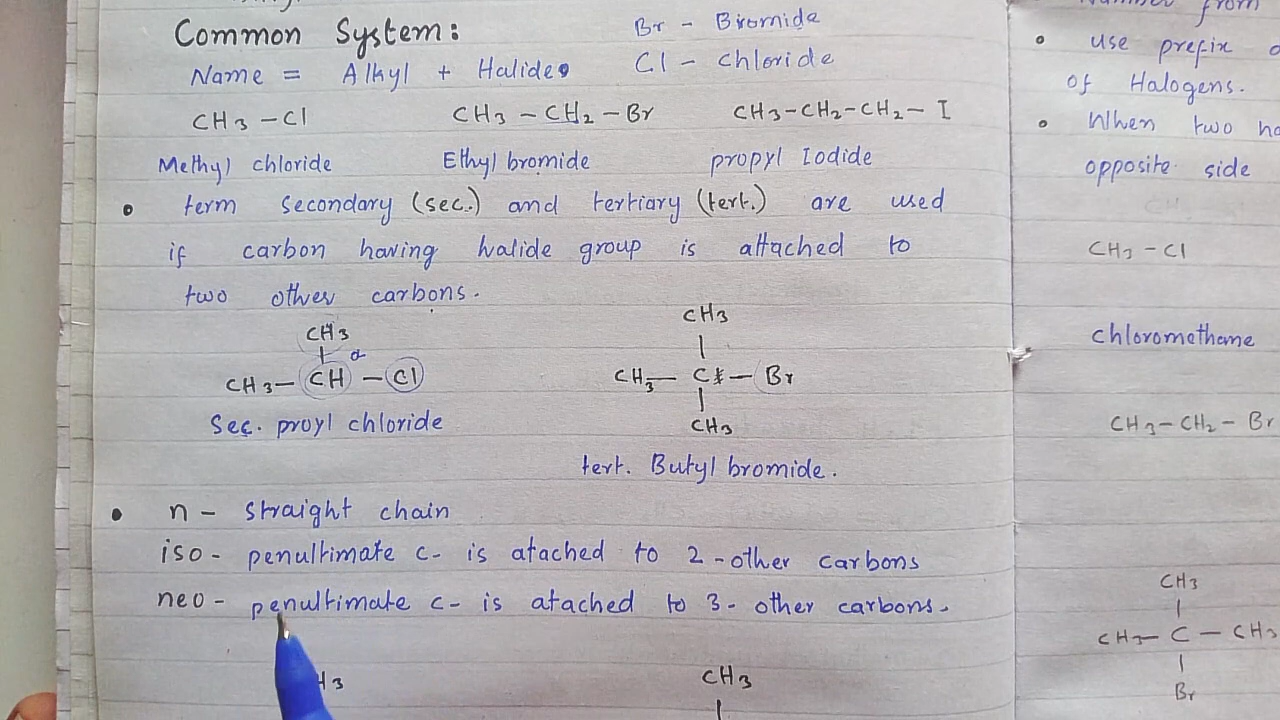 Common System:
Br - Bromide
Name = Alkyl + Halide
Cl - chloride
CH3 - Cl
CH3 - CH2 - Br
CH3-CH2-CH2- I
Methyl chloride
Ethyl bromide
propyl Iodide
• term secondary (sec.) and tertiary (tert.) are used
if carbon having halide group is attached to
two other carbons.
CH3
|
α
CH3- CH - Cl
Sec. proyl chloride
CH3
|
CH3- C* - Br
|
CH3
tert. Butyl bromide.
• n - straight chain
iso - penultimate c- is atached to 2 - other carbons
neo - penultimate c- is atached to 3 - other carbons.
H3
CH3
from
• use prefix
of Halogens.
• When two
opposite side
CH3 - Cl
chloromethane
CH3- CH2 - Br
CH3
|
CH3- C - CH3
|
Br